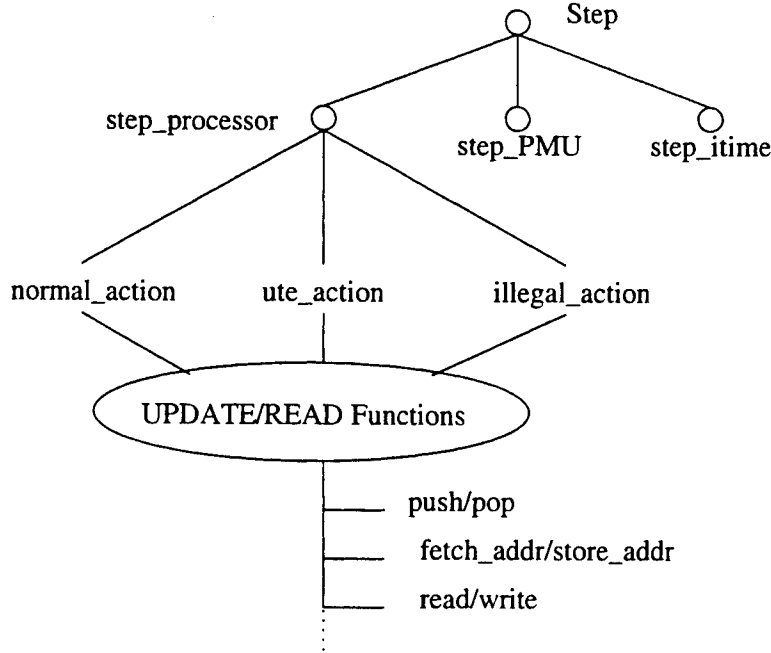 Step
step_processor
step_PMU
step_itime
normal_action
ute_action
illegal_action
UPDATE/READ Functions
push/pop
fetch_addr/store_addr
read/write